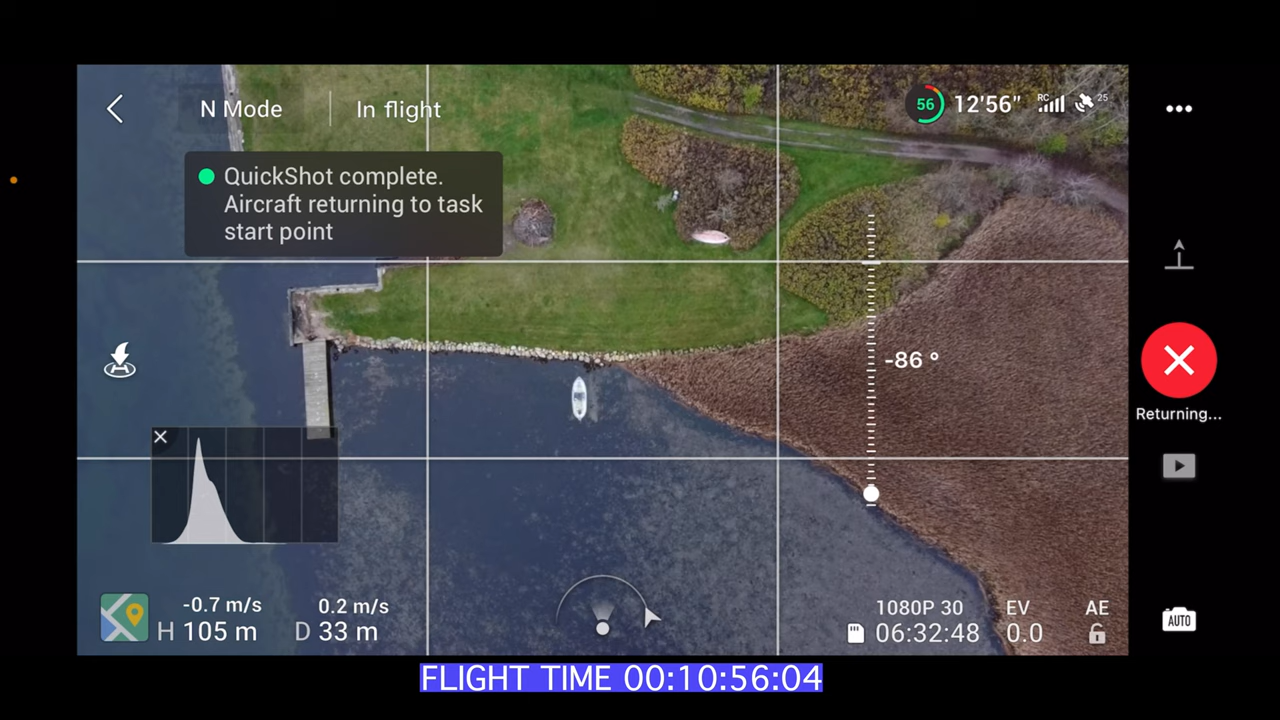 N Mode
In flight
56
12'56"
RC
25
QuickShot complete.
Aircraft returning to task
start point
-86 °
Returning...
-0.7 m/s
0.2 m/s
H 105 m
D 33 m
1080P 30
06:32:48
EV
0.0
AE
AUTO
FLIGHT TIME 00:10:56:04